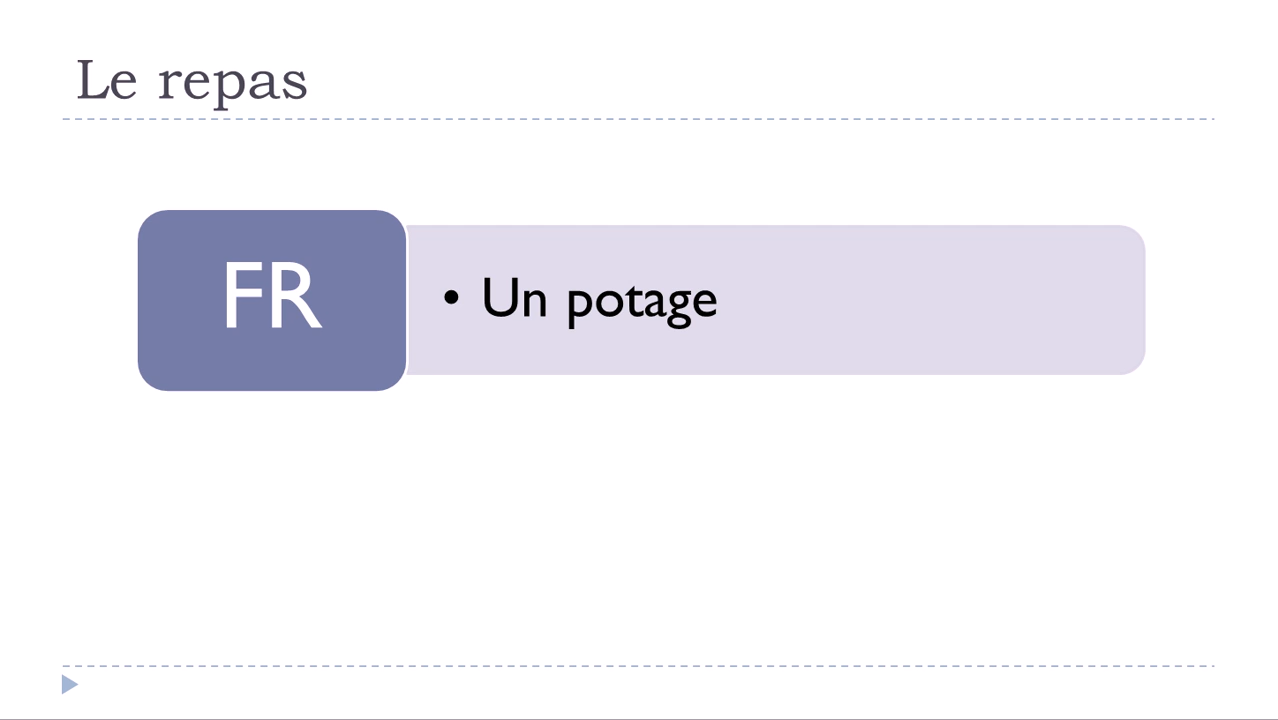 Le repas
FR
• Un potage